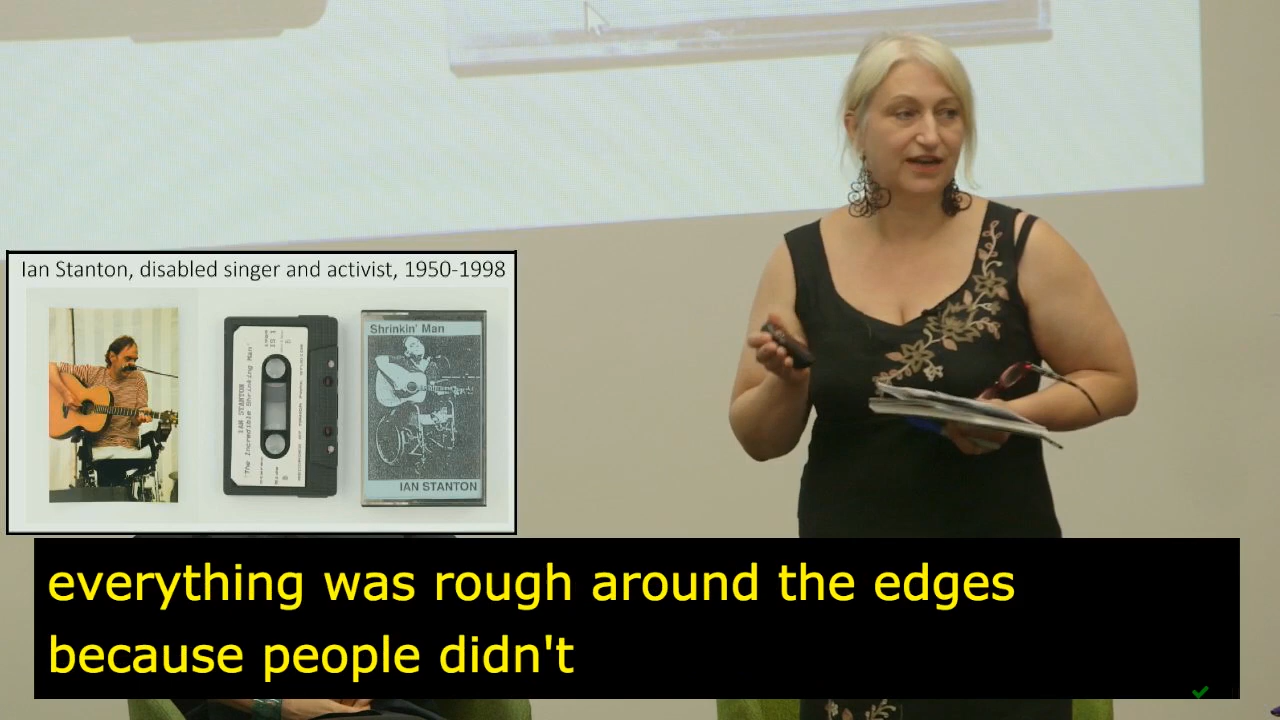 Ian Stanton, disabled singer and activist, 1950-1998
Shrinkin' Man
IAN STANTON
"The Incredible Shrinking Man"
IAN STANTON
everything was rough around the edges
because people didn't